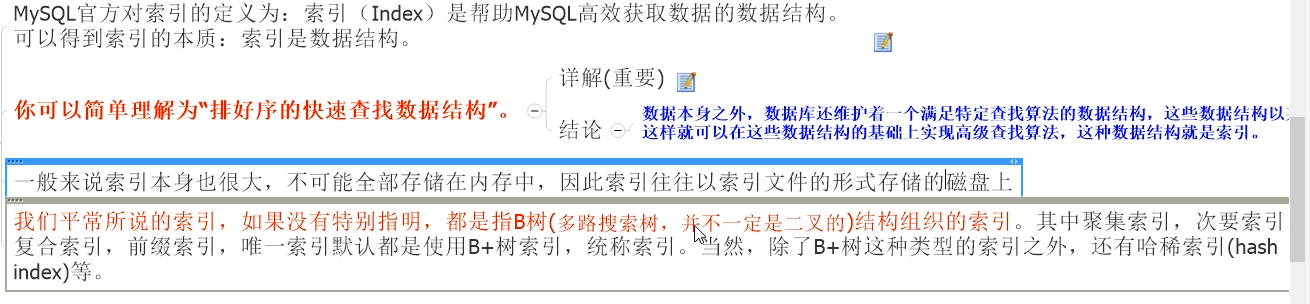 MySQL官方对索引的定义为：索引（Index）是帮助MySQL高效获取数据的数据结构。
可以得到索引的本质：索引是数据结构。
详解(重要)
你可以简单理解为“排好序的快速查找数据结构”。
结论
数据本身之外，数据库还维护着一个满足特定查找算法的数据结构，这些数据结构以
这样就可以在这些数据结构的基础上实现高级查找算法，这种数据结构就是索引。
一般来说索引本身也很大，不可能全部存储在内存中，因此索引往往以索引文件的形式存储的磁盘上
我们平常所说的索引，如果没有特别指明，都是指B树(多路搜索树，并不一定是二叉的)结构组织的索引。其中聚集索引，次要索引
复合索引，前缀索引，唯一索引默认都是使用B+树索引，统称索引。当然，除了B+树这种类型的索引之外，还有哈稀索引(hash
index)等。